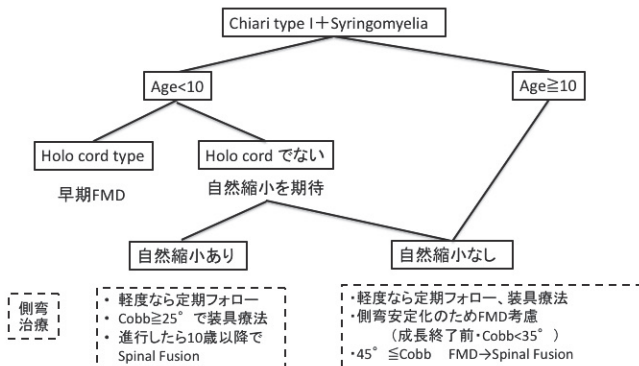 Chiari type I+Syringomyelia
Age<10
Age≧10
Holo cord type
Holo cord でない
早期FMD
自然縮小を期待
自然縮小あり
自然縮小なし
側弯
治療
• 軽度なら定期フォロー
• Cobb≧25°で装具療法
• 進行したら10歳以降で
Spinal Fusion
・軽度なら定期フォロー、装具療法
・側弯安定化のためFMD考慮
(成長終了前・Cobb<35°)
・45°≦Cobb FMD→Spinal Fusion